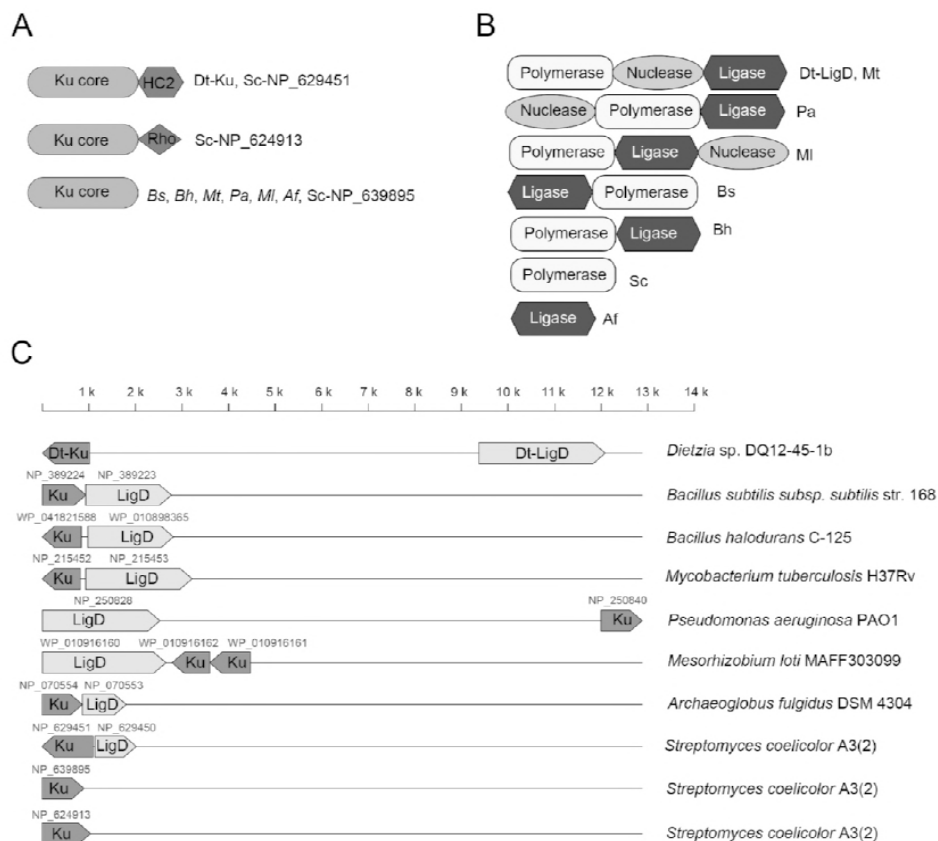 A
Ku core HC2 Dt-Ku, Sc-NP_629451
Ku core Rho Sc-NP_624913
Ku core Bs, Bh, Mt, Pa, Ml, Af, Sc-NP_639895
B
Polymerase Nuclease Ligase Dt-LigD, Mt
Nuclease Polymerase Ligase Pa
Polymerase Ligase Nuclease Ml
Ligase Polymerase Bs
Polymerase Ligase Bh
Polymerase Sc
Ligase Af
C
1 k 2 k 3 k 4 k 5 k 6 k 7 k 8 k 9 k 10 k 11 k 12 k 13 k 14 k
Dt-Ku Dt-LigD Dietzia sp. DQ12-45-1b
NP_389224 NP_389223
Ku LigD Bacillus subtilis subsp. subtilis str. 168
WP_041821588 WP_010898365
Ku LigD Bacillus halodurans C-125
NP_215452 NP_215453
Ku LigD Mycobacterium tuberculosis H37Rv
NP_250828 NP_250840
LigD Ku Pseudomonas aeruginosa PAO1
WP_010916160 WP_010916162 WP_010916161
LigD Ku Ku Mesorhizobium loti MAFF303099
NP_070554 NP_070553
Ku LigD Archaeoglobus fulgidus DSM 4304
NP_629451 NP_629450
Ku LigD Streptomyces coelicolor A3(2)
NP_639895
Ku Streptomyces coelicolor A3(2)
NP_624913
Ku Streptomyces coelicolor A3(2)